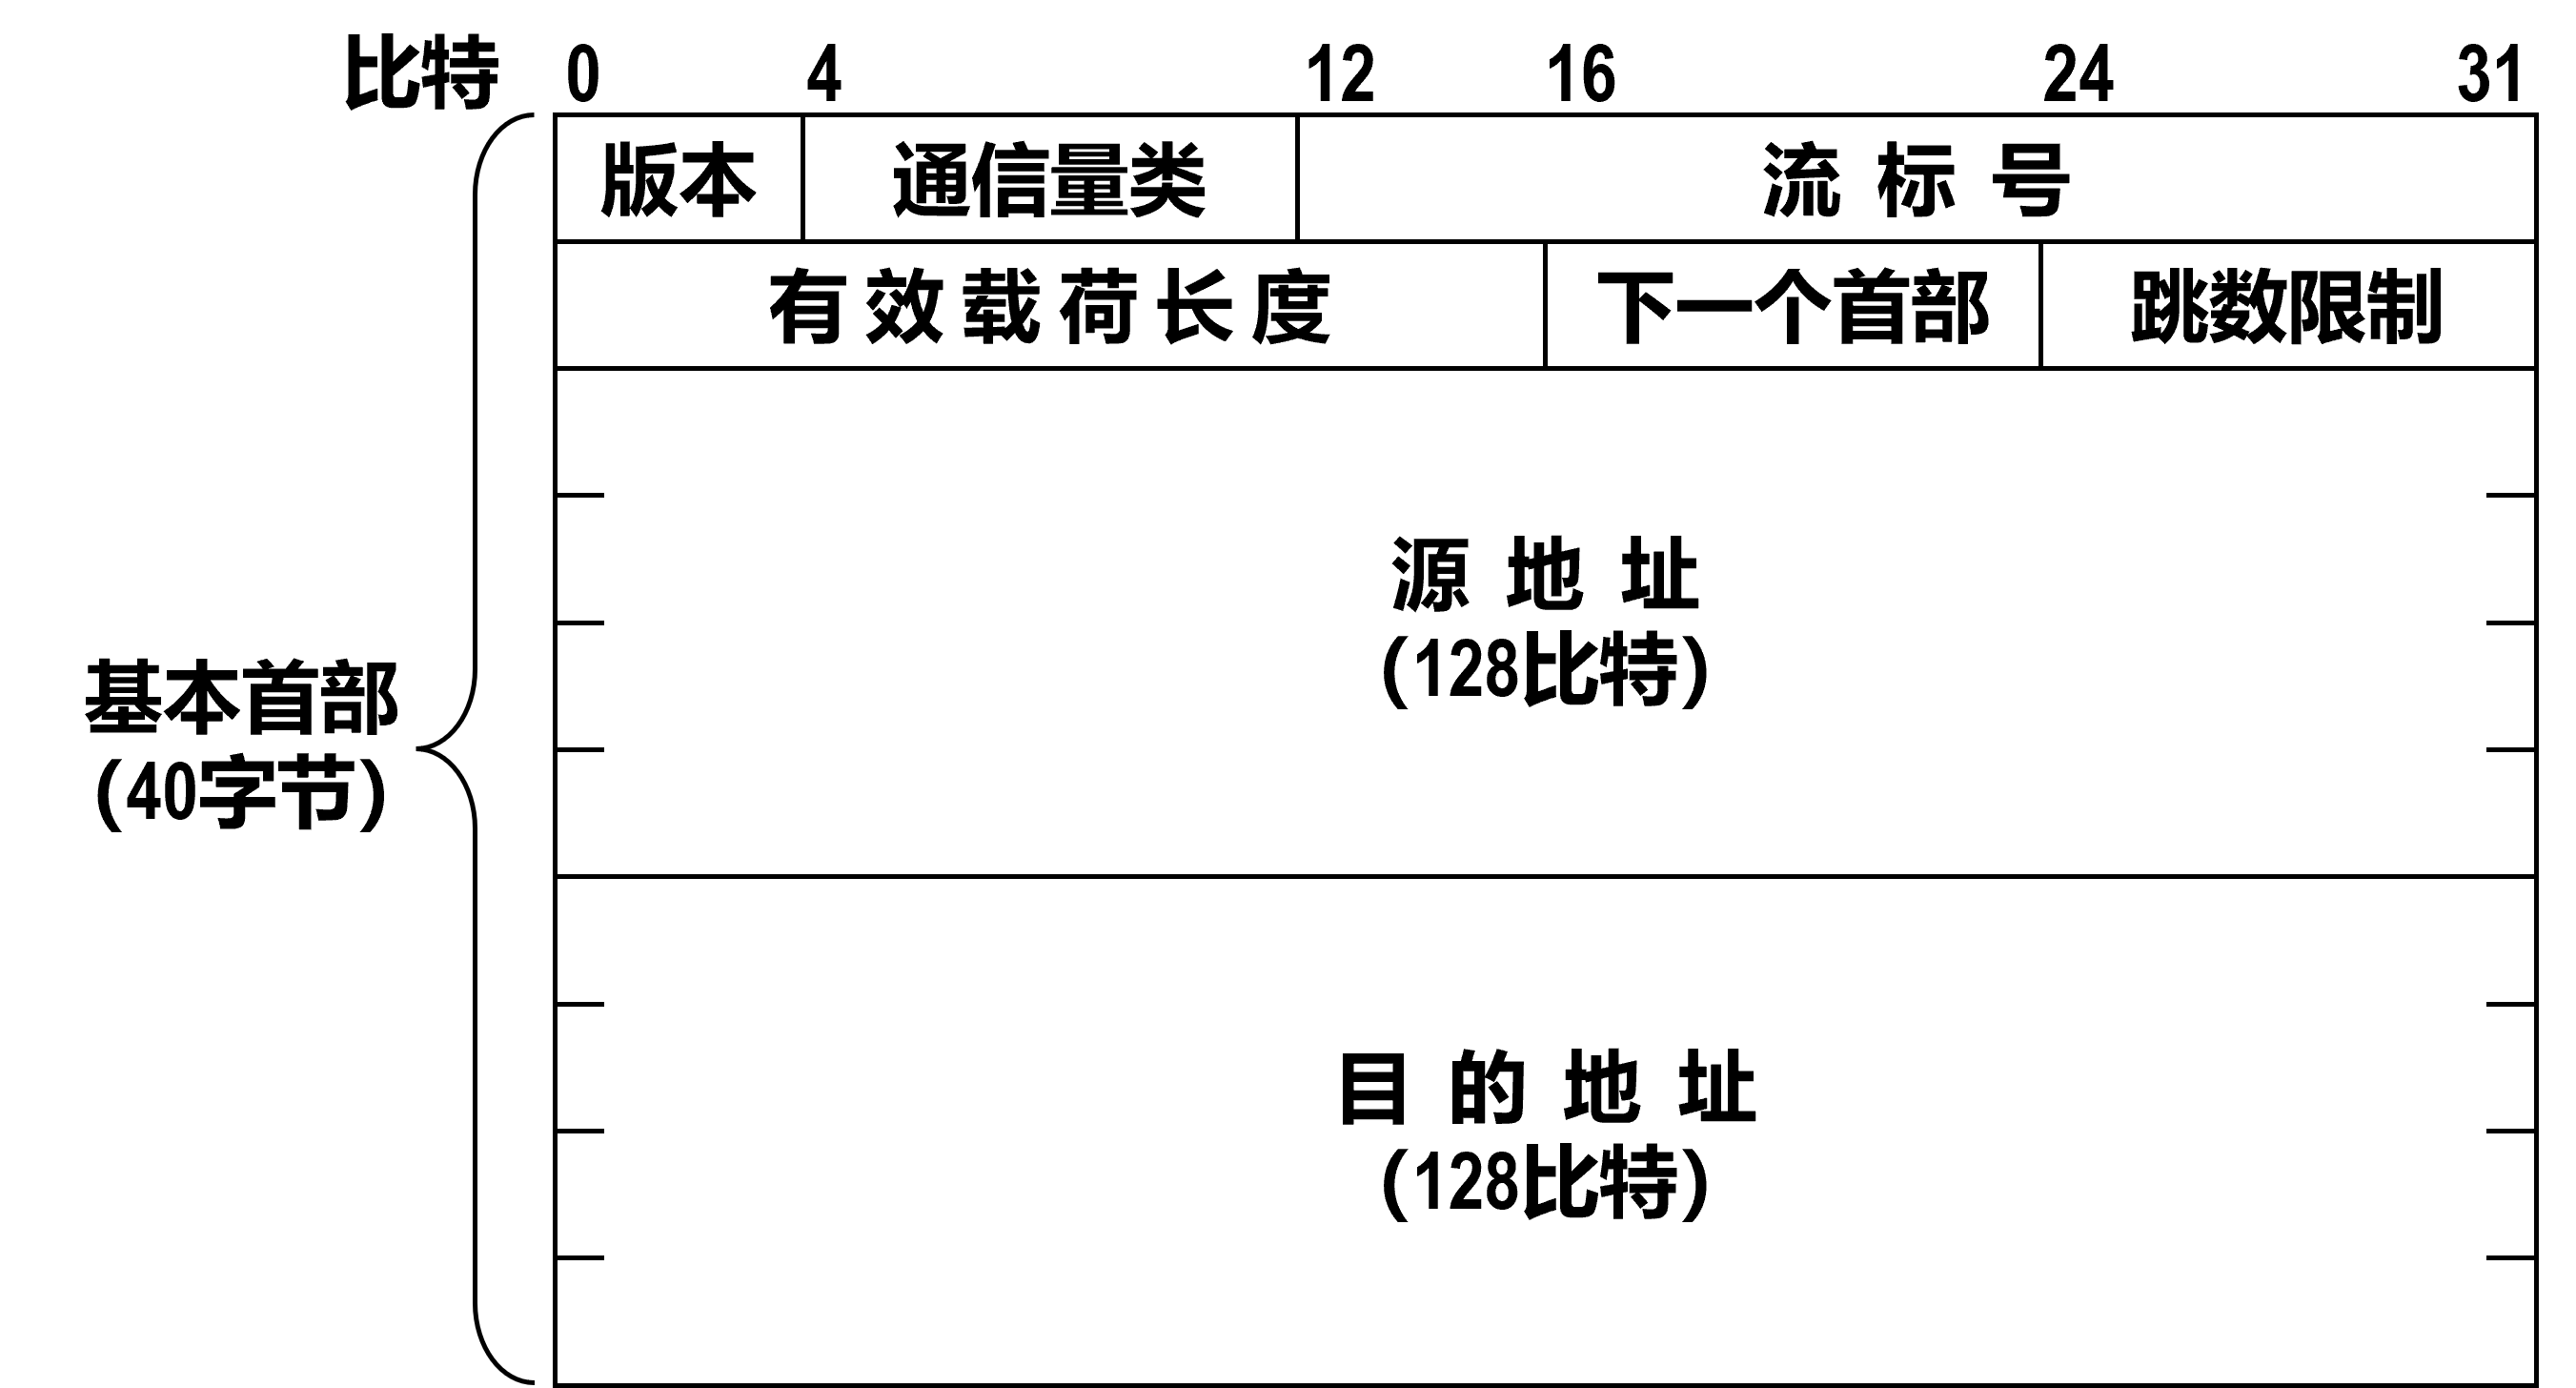 比特 0 4 12 16 24 31
版本 通信量类 流标号
有效载荷长度 下一个首部 跳数限制
源地址
(128比特)
基本首部
(40字节)
目的地址
(128比特)